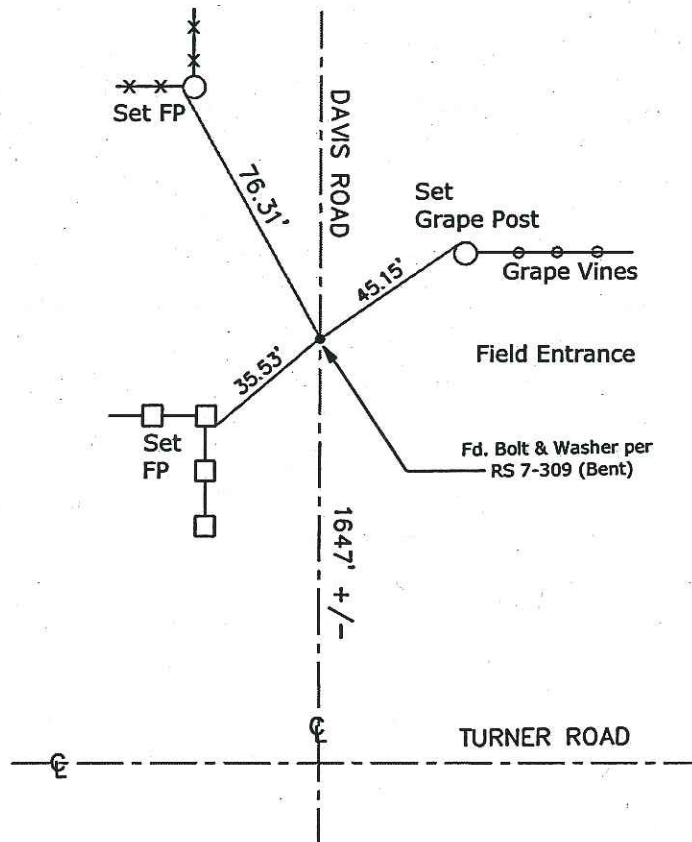 Set FP
DAVIS ROAD
76.31'
Set
Grape Post
Grape Vines
45.15'
35.53'
Field Entrance
Set
FP
Fd. Bolt & Washer per
RS 7-309 (Bent)
1647' +/-
℄
TURNER ROAD
℄